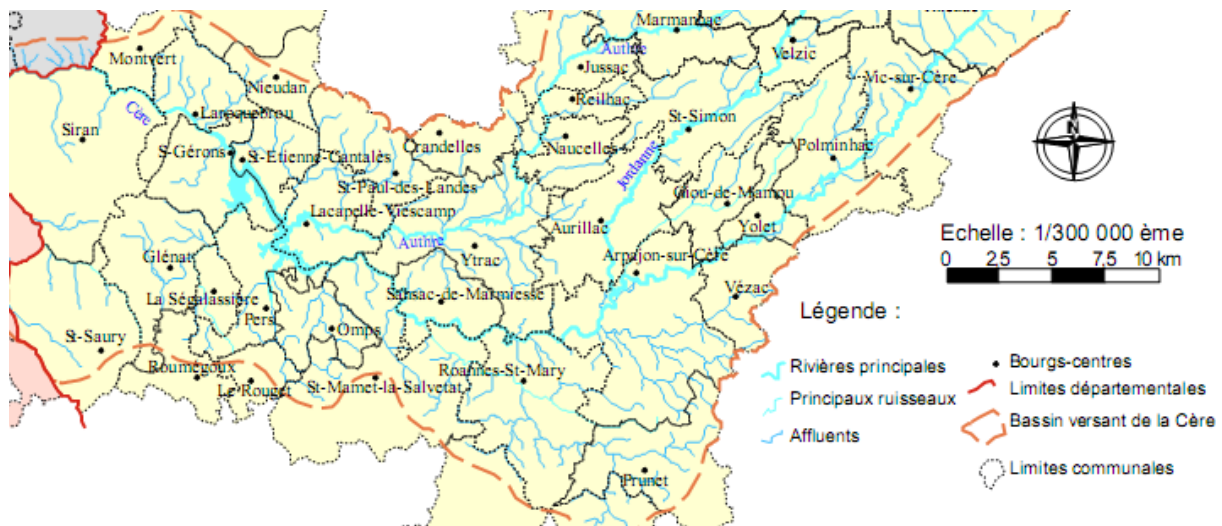 Marmanhac
Authre
Velzic
Montvert
Jussac
Nieudan
Vic-sur-Cère
Reilhac
Cère
Laroquebrou
St-Simon
N
Siran
Crandelles
Naucelles
Polminhac
S-Gérons
St-Etienne-Cantalès
Jordanne
St-Paul-des-Landes
Giou-de-Mamou
Lacapelle-Viescamp
Aurillac
Yolet
Authre
Echelle : 1/300 000 ème
Glénat
Ytrac
Arpajon-sur-Cère
0 2,5 5 7,5 10 km
La Ségalassière
Sansac-de-Marmiesse
Vézac
Pers
Légende :
Omps
St-Saury
Rivières principales
Bourgs-centres
Roumégoux
Le Rouget
St-Mamet-la-Salvetat
Roannes-St-Mary
Limites départementales
Principaux ruisseaux
Bassin versant de la Cère
Affluents
Limites communales
Prunet